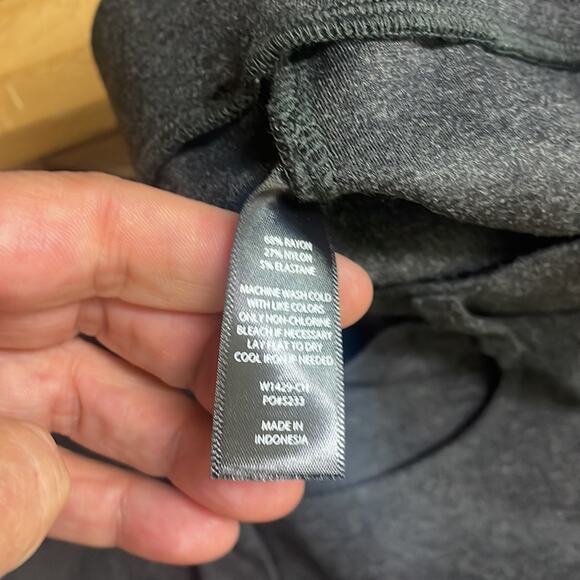 68% RAYON
27% NYLON
5% ELASTANE
MACHINE WASH COLD
WITH LIKE COLORS
ONLY NON-CHLORINE
BLEACH IF NECESSARY
LAY FLAT TO DRY
COOL IRON IF NEEDED
W1429-CH
PO#5233
MADE IN
INDONESIA